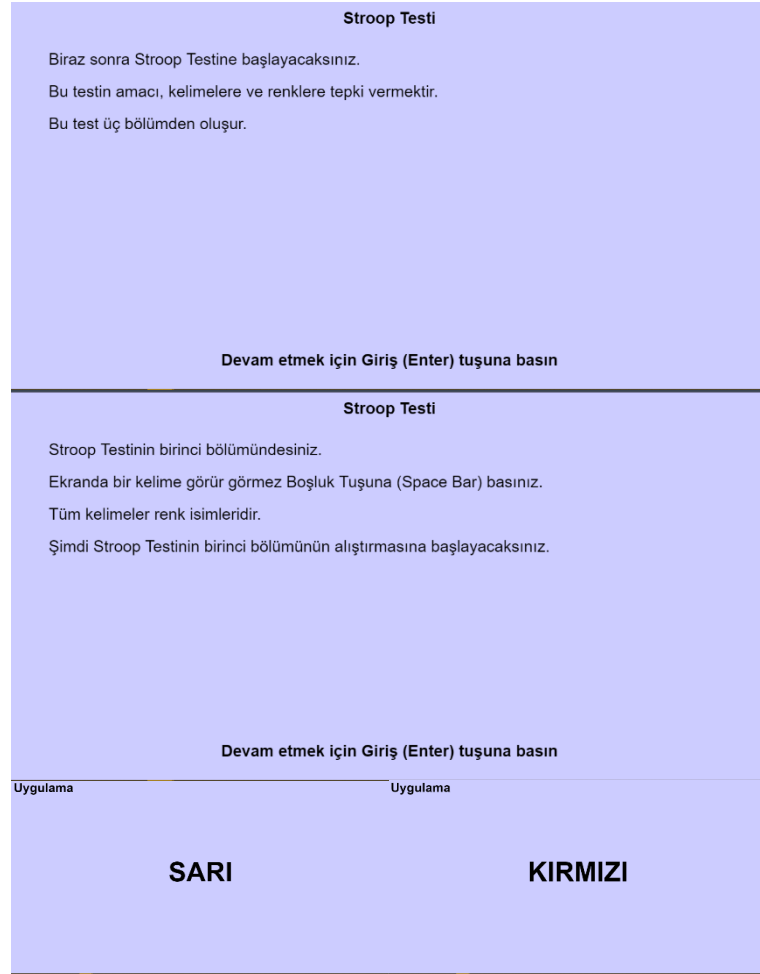 Stroop Testi
Biraz sonra Stroop Testine başlayacaksınız.
Bu testin amacı, kelimelere ve renklere tepki vermektir.
Bu test üç bölümden oluşur.
Devam etmek için Giriş (Enter) tuşuna basın
Stroop Testi
Stroop Testinin birinci bölümündesiniz.
Ekranda bir kelime görür görmez Boşluk Tuşuna (Space Bar) basınız.
Tüm kelimeler renk isimleridir.
Şimdi Stroop Testinin birinci bölümünün alıştırmasına başlayacaksınız.
Devam etmek için Giriş (Enter) tuşuna basın
Uygulama
SARI
Uygulama
KIRMIZI